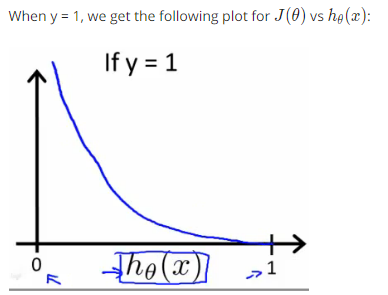 When y = 1, we get the following plot for J(θ) vs hθ(x):
If y = 1
0
hθ(x)
1